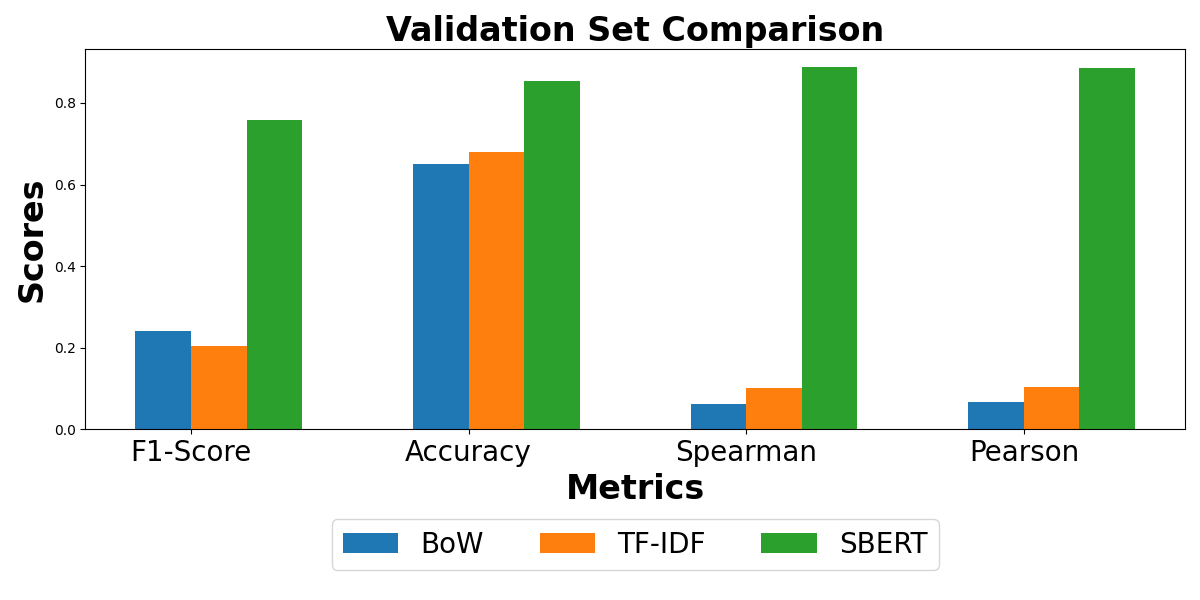 Validation Set Comparison
Scores
0.8
0.6
0.4
0.2
0.0
F1-Score Accuracy Spearman Pearson
Metrics
BoW TF-IDF SBERT